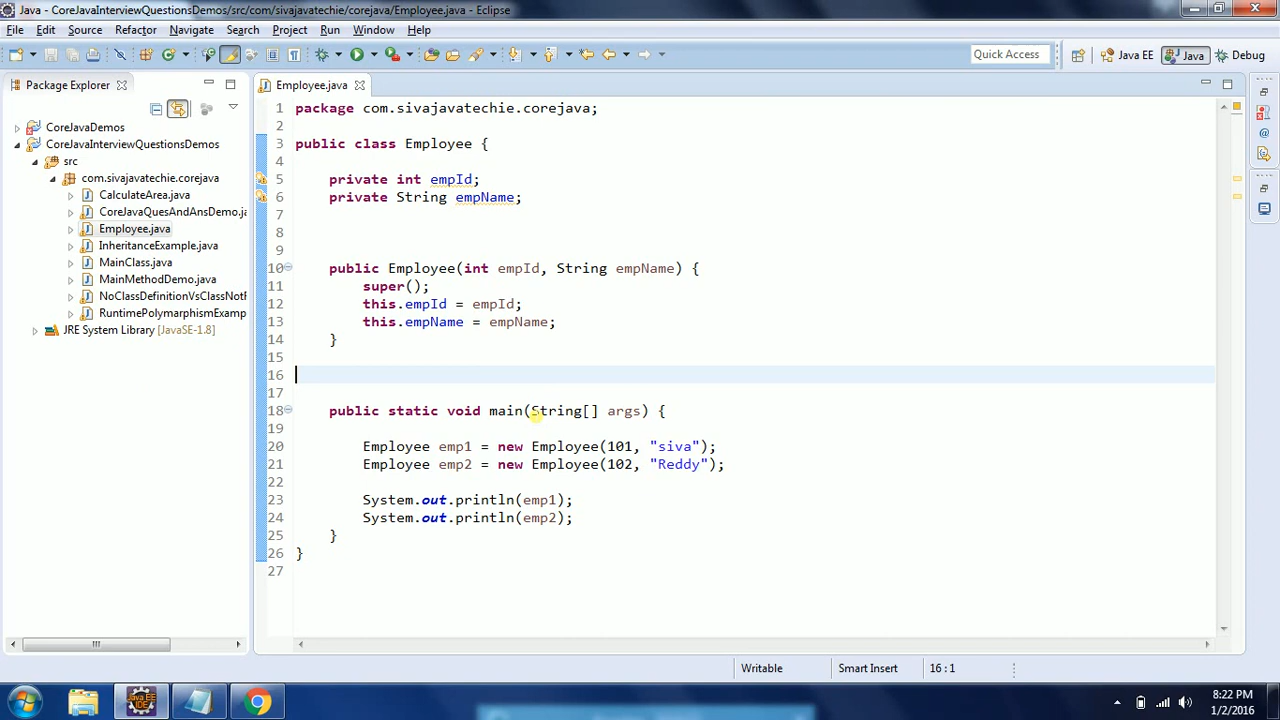 Java - CoreJavaInterviewQuestionsDemos/src/com/sivajavatechie/corejava/Employee.java - Eclipse
File Edit Source Refactor Navigate Search Project Run Window Help
Quick Access
Java EE
Java
Debug
Package Explorer
CoreJavaDemos
CoreJavaInterviewQuestionsDemos
src
com.sivajavatechie.corejava
CalculateArea.java
CoreJavaQuesAndAnsDemo.ja
Employee.java
InheritanceExample.java
MainClass.java
MainMethodDemo.java
NoClassDefinitionVsClassNotF
RuntimePolymorphismExamp
JRE System Library [JavaSE-1.8]
Employee.java
1 package com.sivajavatechie.corejava;
2
3 public class Employee {
4
5 private int empId;
6 private String empName;
7
8
9
10 public Employee(int empId, String empName) {
11 super();
12 this.empId = empId;
13 this.empName = empName;
14 }
15
16
17
18 public static void main(String[] args) {
19
20 Employee emp1 = new Employee(101, "siva");
21 Employee emp2 = new Employee(102, "Reddy");
22
23 System.out.println(emp1);
24 System.out.println(emp2);
25 }
26 }
27
Writable
Smart Insert
16 : 1
Java EE
IDE
8:22 PM
1/2/2016